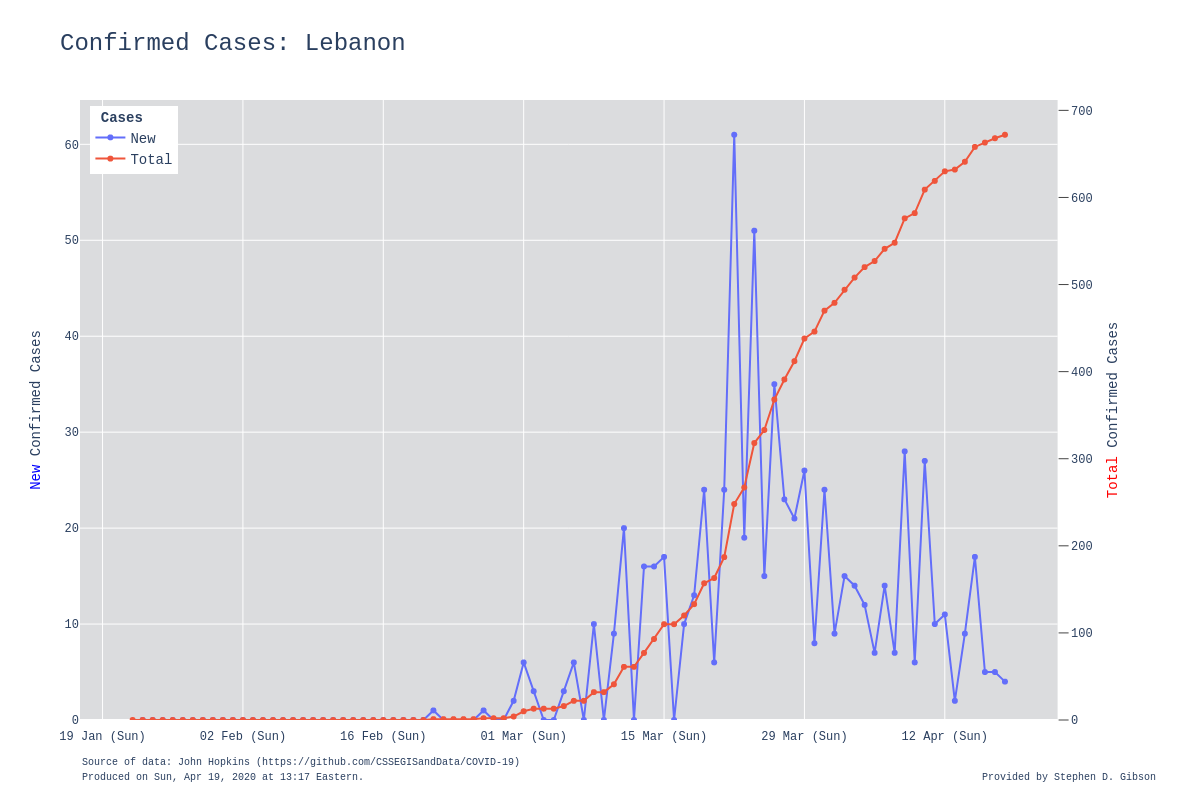 Confirmed Cases: Lebanon
Cases
New
Total
60
50
40
30
20
10
0
New Confirmed Cases
700
600
500
400
300
200
100
0
Total Confirmed Cases
19 Jan (Sun) 02 Feb (Sun) 16 Feb (Sun) 01 Mar (Sun) 15 Mar (Sun) 29 Mar (Sun) 12 Apr (Sun)
Source of data: John Hopkins (https://github.com/CSSEGISandData/COVID-19)
Produced on Sun, Apr 19, 2020 at 13:17 Eastern.
Provided by Stephen D. Gibson